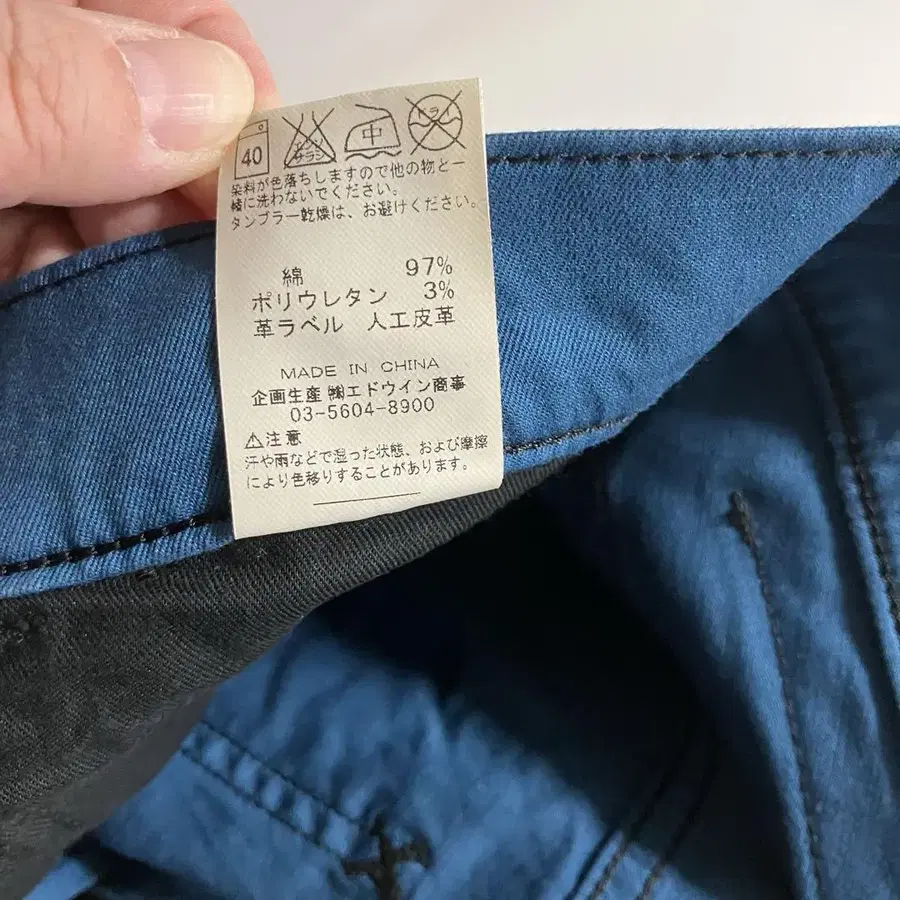 40 エンソサラシ 中 ドライ
染料が色落ちしますので他の物と一
緒に洗わないでください。
タンブラー乾燥は、お避けください。
綿 97%
ポリウレタン 3%
革ラベル 人工皮革
MADE IN CHINA
企画生産 ㈱エドウイン商事
03-5604-8900
⚠注意
汗や雨などで湿った状態、および摩擦
により色移りすることがあります。